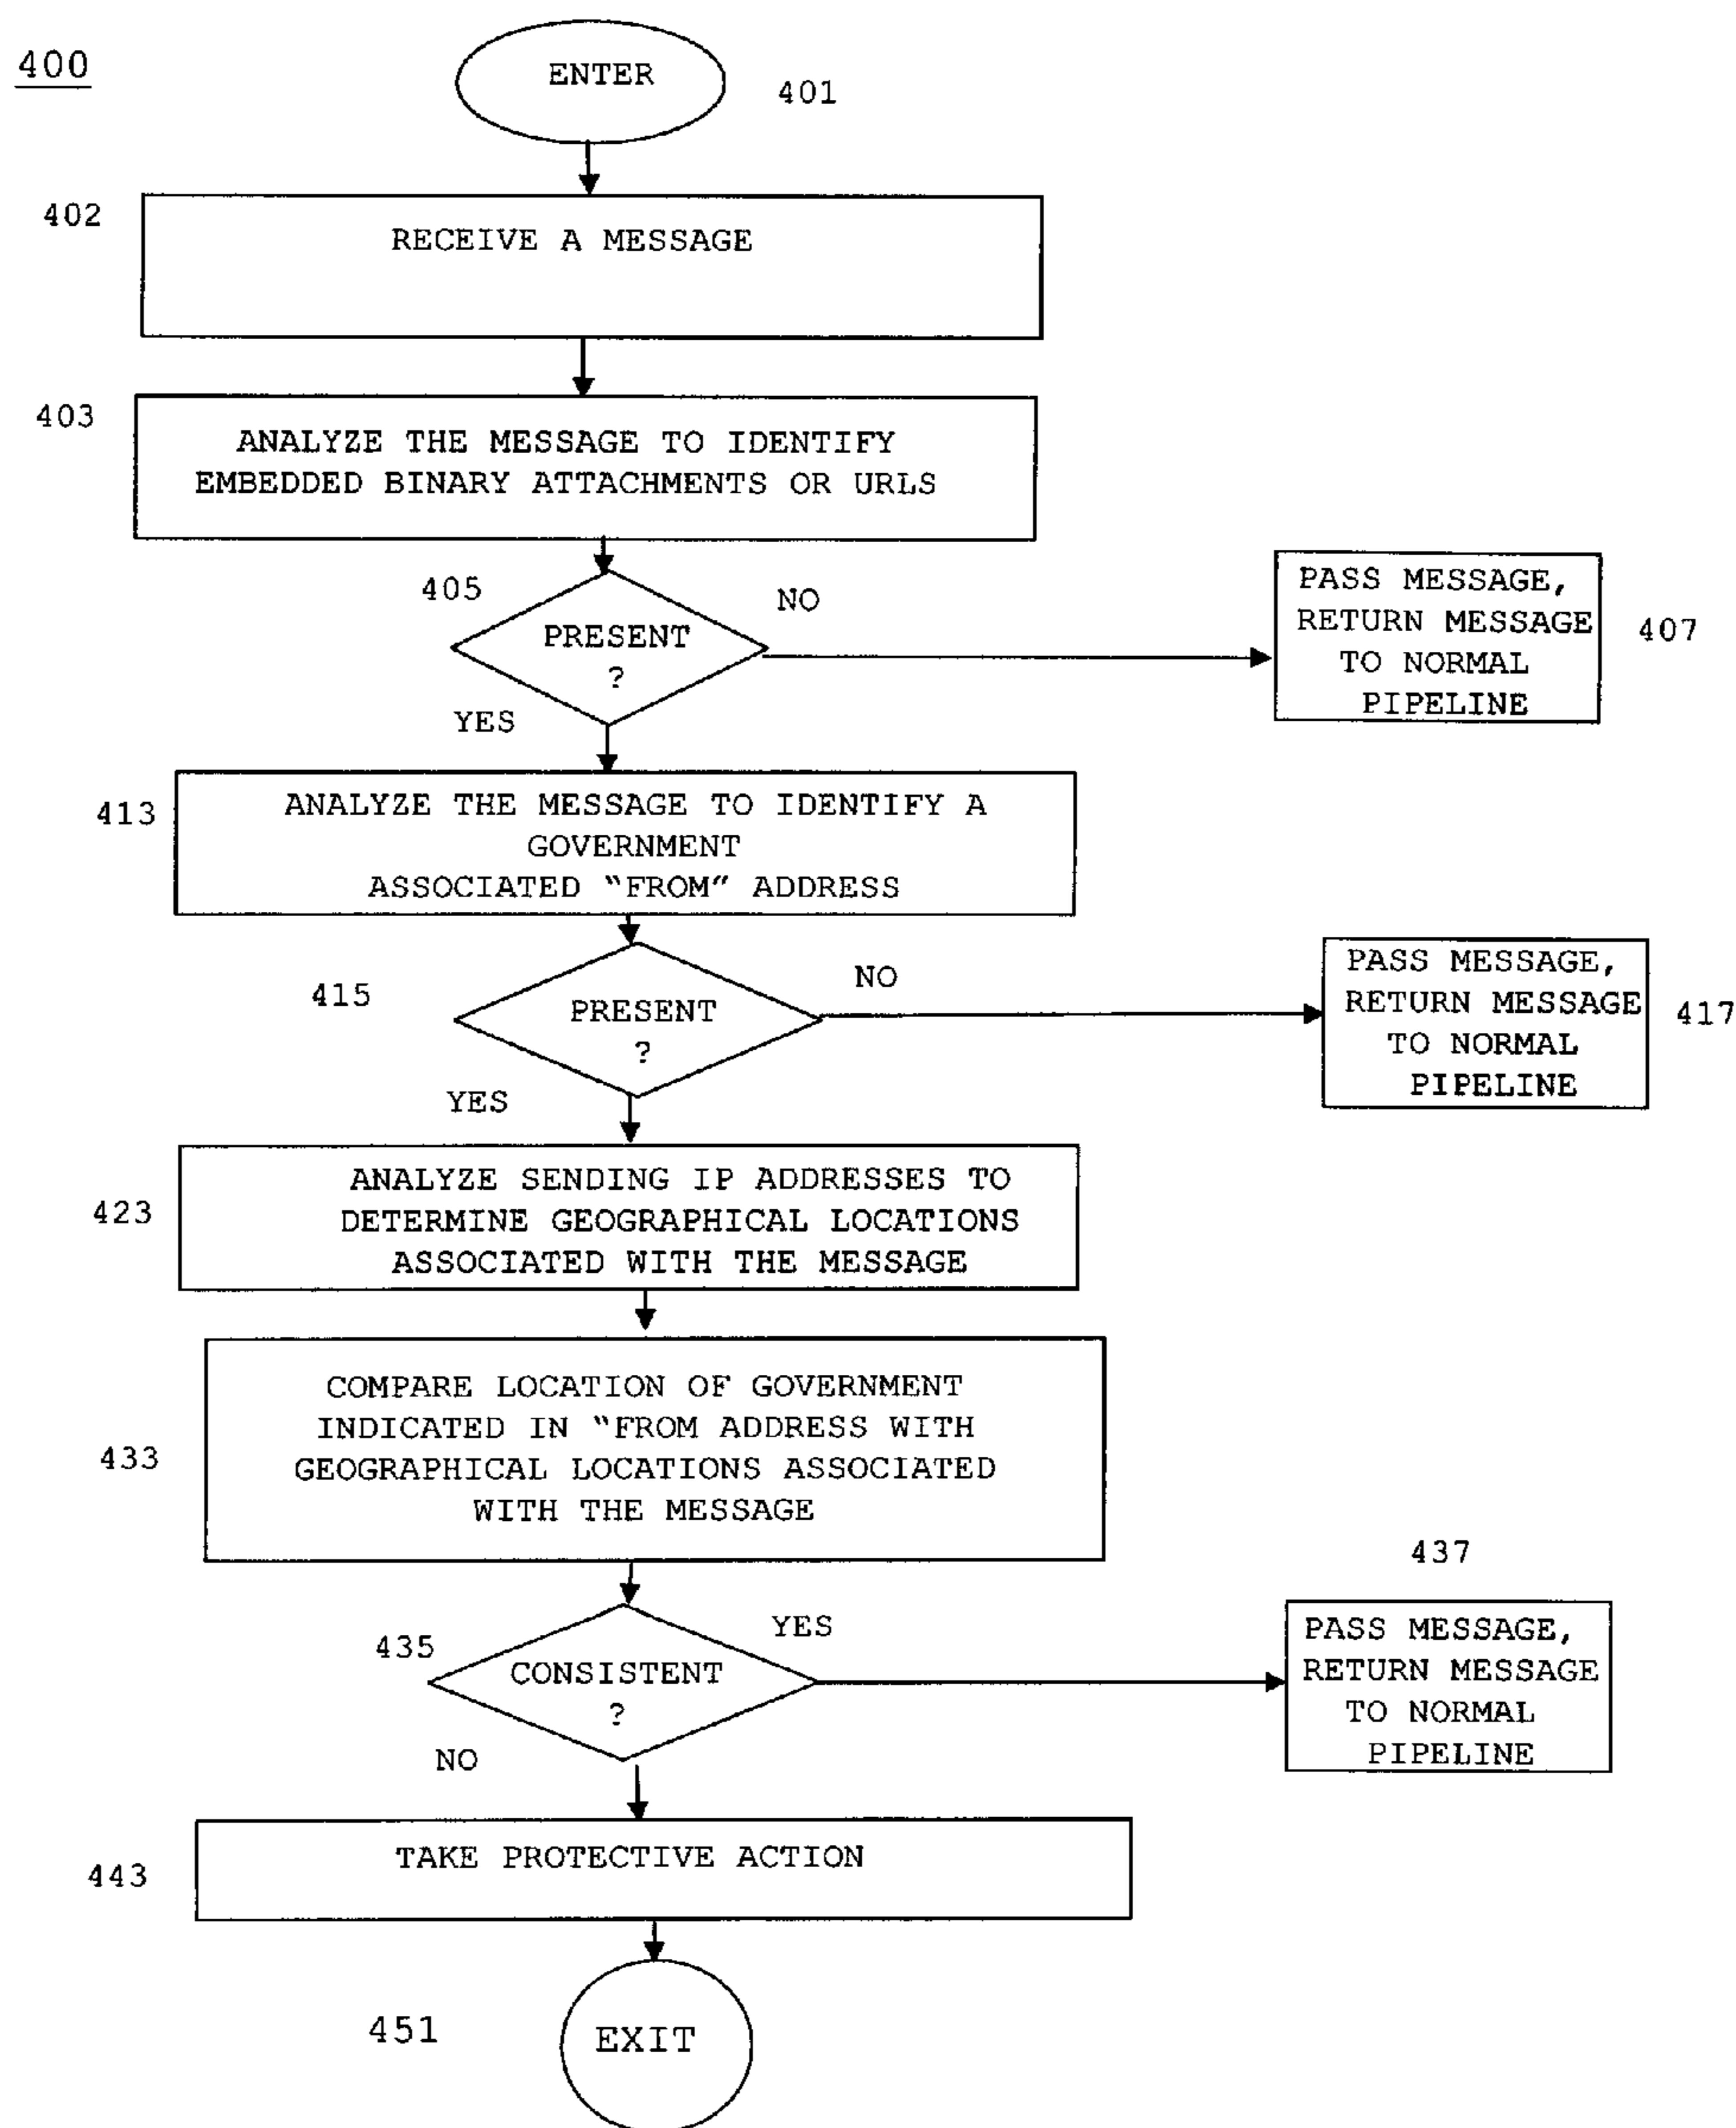 400
ENTER
401
402
RECEIVE A MESSAGE
403
ANALYZE THE MESSAGE TO IDENTIFY
EMBEDDED BINARY ATTACHMENTS OR URLS
405
PRESENT
?
NO
YES
PASS MESSAGE,
RETURN MESSAGE
TO NORMAL
PIPELINE
407
413
ANALYZE THE MESSAGE TO IDENTIFY A
GOVERNMENT
ASSOCIATED “FROM” ADDRESS
415
PRESENT
?
NO
YES
PASS MESSAGE,
RETURN MESSAGE
TO NORMAL
PIPELINE
417
423
ANALYZE SENDING IP ADDRESSES TO
DETERMINE GEOGRAPHICAL LOCATIONS
ASSOCIATED WITH THE MESSAGE
433
COMPARE LOCATION OF GOVERNMENT
INDICATED IN “FROM ADDRESS WITH
GEOGRAPHICAL LOCATIONS ASSOCIATED
WITH THE MESSAGE
435
CONSISTENT
?
YES
NO
437
PASS MESSAGE,
RETURN MESSAGE
TO NORMAL
PIPELINE
443
TAKE PROTECTIVE ACTION
451
EXIT